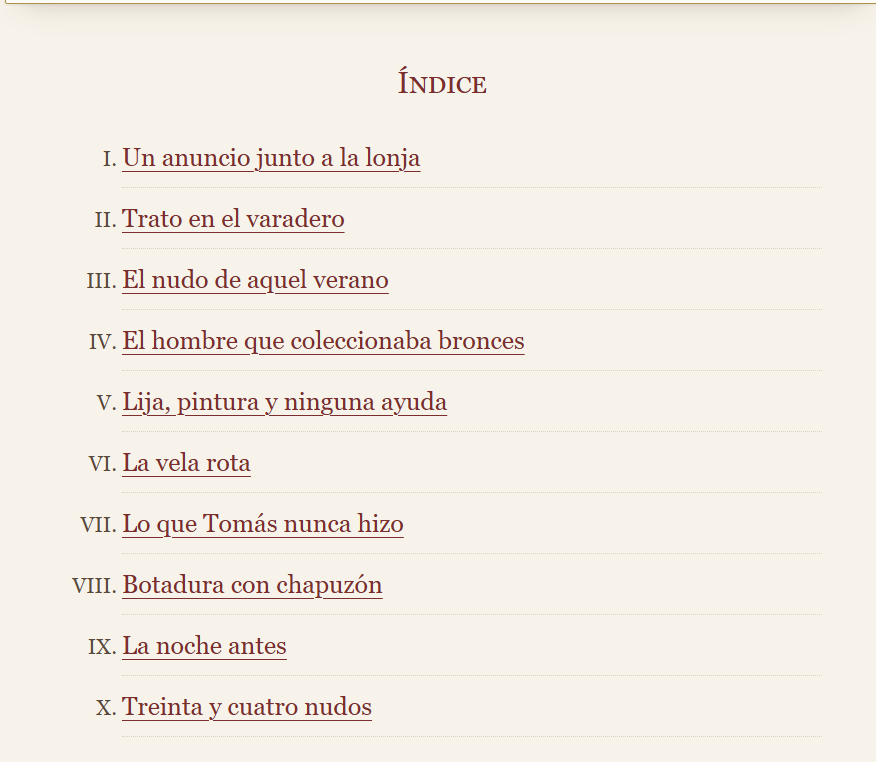 Índice
I. Un anuncio junto a la lonja
II. Trato en el varadero
III. El nudo de aquel verano
IV. El hombre que coleccionaba bronces
V. Lija, pintura y ninguna ayuda
VI. La vela rota
VII. Lo que Tomás nunca hizo
VIII. Botadura con chapuzón
IX. La noche antes
X. Treinta y cuatro nudos